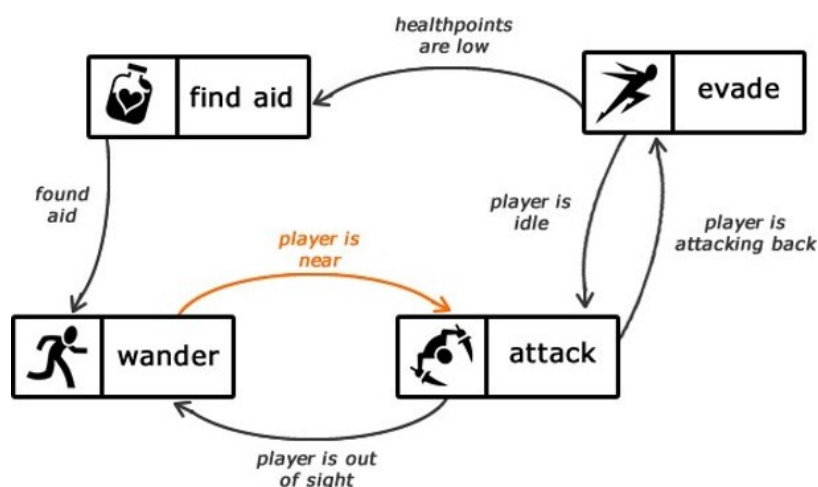 healthpoints
are low
find aid
evade
found
aid
player is
idle
player is
attacking back
player is
near
wander
attack
player is out
of sight